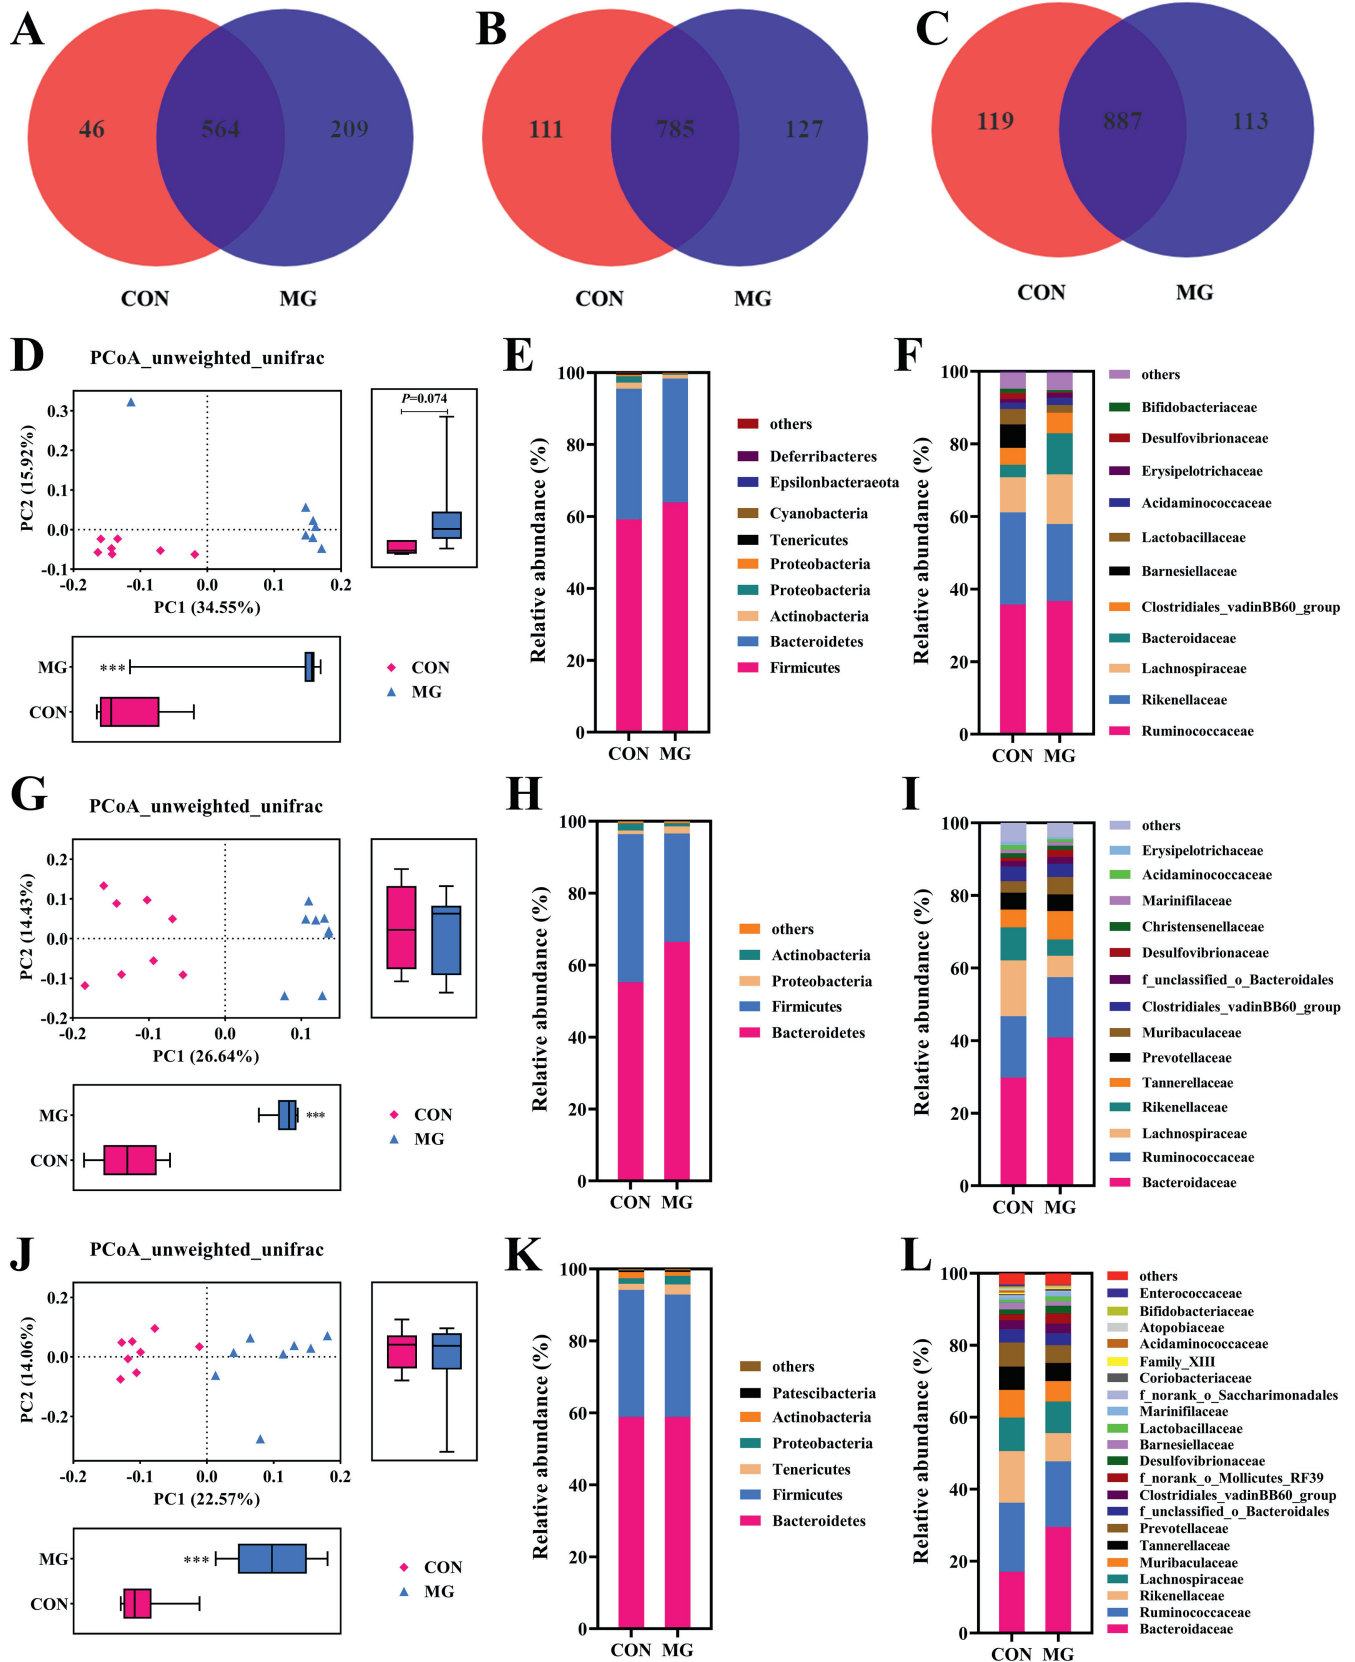 A
46
564
209
CON
MG
B
111
785
127
CON
MG
C
119
887
113
CON
MG
D
PCoA_unweighted_unifrac
PC2 (15.92%)
0.3
0.2
0.1
0.0
-0.1
-0.2
-0.1
0.0
0.1
0.2
PC1 (34.55%)
P=0.074
MG
***
CON
CON
MG
E
Relative abundance (%)
100
80
60
40
20
0
CON MG
others
Deferribacteres
Epsilonbacteraeota
Cyanobacteria
Tenericutes
Proteobacteria
Proteobacteria
Actinobacteria
Bacteroidetes
Firmicutes
F
Relative abundance (%)
100
80
60
40
20
0
CON MG
others
Bifidobacteriaceae
Desulfovibrionaceae
Erysipelotrichaceae
Acidaminococcaceae
Lactobacillaceae
Barnesiellaceae
Clostridiales_vadinBB60_group
Bacteroidaceae
Lachnospiraceae
Rikenellaceae
Ruminococcaceae
G
PCoA_unweighted_unifrac
PC2 (14.43%)
0.2
0.1
0.0
-0.1
-0.2
-0.2
-0.1
0.0
0.1
PC1 (26.64%)
MG
***
CON
CON
MG
H
Relative abundance (%)
100
80
60
40
20
0
CON MG
others
Actinobacteria
Proteobacteria
Firmicutes
Bacteroidetes
I
Relative abundance (%)
100
80
60
40
20
0
CON MG
others
Erysipelotrichaceae
Acidaminococcaceae
Marinifilaceae
Christensenellaceae
Desulfovibrionaceae
f_unclassified_o_Bacteroidales
Clostridiales_vadinBB60_group
Muribaculaceae
Prevotellaceae
Tannerellaceae
Rikenellaceae
Lachnospiraceae
Ruminococcaceae
Bacteroidaceae
J
PCoA_unweighted_unifrac
PC2 (14.06%)
0.2
0.0
-0.2
-0.2
-0.1
0.0
0.1
0.2
PC1 (22.57%)
MG
***
CON
CON
MG
K
Relative abundance (%)
100
80
60
40
20
0
CON MG
others
Patescibacteria
Actinobacteria
Proteobacteria
Tenericutes
Firmicutes
Bacteroidetes
L
Relative abundance (%)
100
80
60
40
20
0
CON MG
others
Enterococcaceae
Bifidobacteriaceae
Atopobiaceae
Acidaminococcaceae
Family_XIII
Coriobacteriaceae
f_norank_o_Saccharimonadales
Marinifilaceae
Lactobacillaceae
Barnesiellaceae
Desulfovibrionaceae
f_norank_o_Mollicutes_RF39
Clostridiales_vadinBB60_group
f_unclassified_o_Bacteroidales
Prevotellaceae
Tannerellaceae
Muribaculaceae
Lachnospiraceae
Rikenellaceae
Ruminococcaceae
Bacteroidaceae